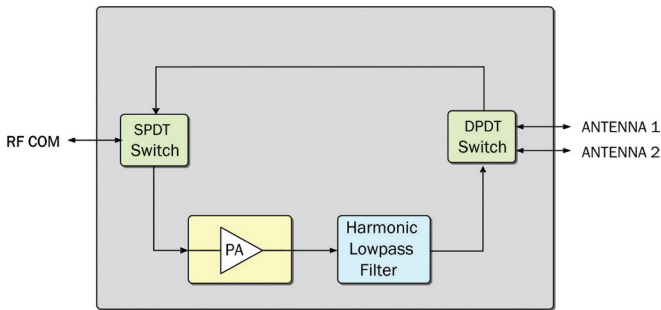 RF COM
SPDT
Switch
DPDT
Switch
ANTENNA 1
ANTENNA 2
PA
Harmonic
Lowpass
Filter